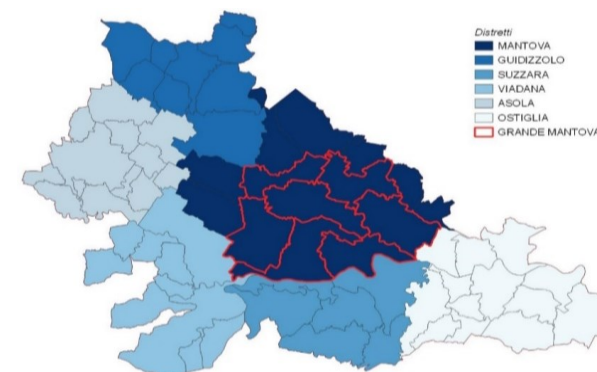 Distretti
MANTOVA
GUIDIZZOLO
SUZZARA
VIADANA
ASOLA
OSTIGLIA
GRANDE MANTOVA